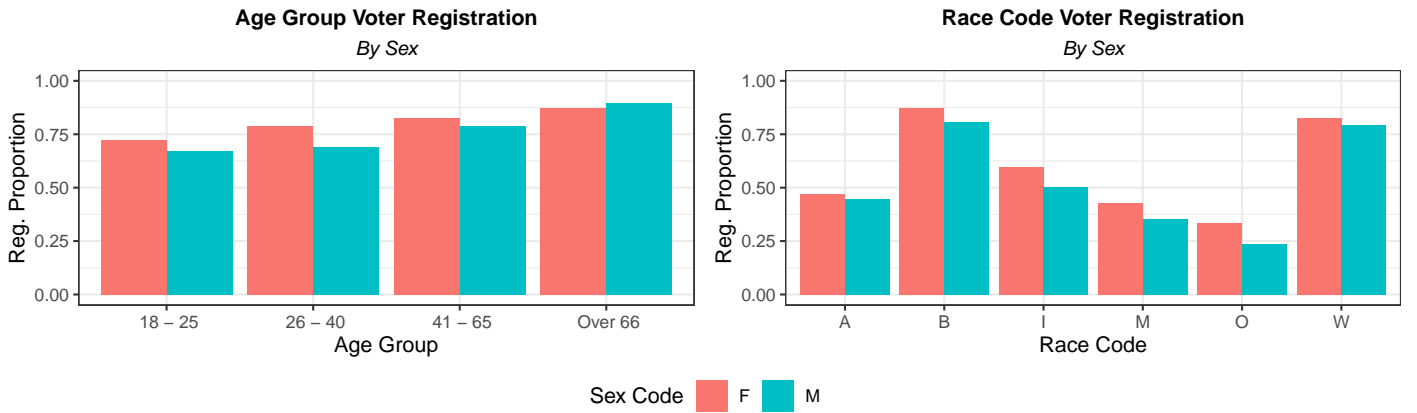 Age Group Voter Registration
By Sex
Reg. Proportion
1.00
0.75
0.50
0.25
0.00
18 – 25
26 – 40
41 – 65
Over 66
Age Group
Race Code Voter Registration
By Sex
Reg. Proportion
1.00
0.75
0.50
0.25
0.00
A
B
I
M
O
W
Race Code
Sex Code
F
M